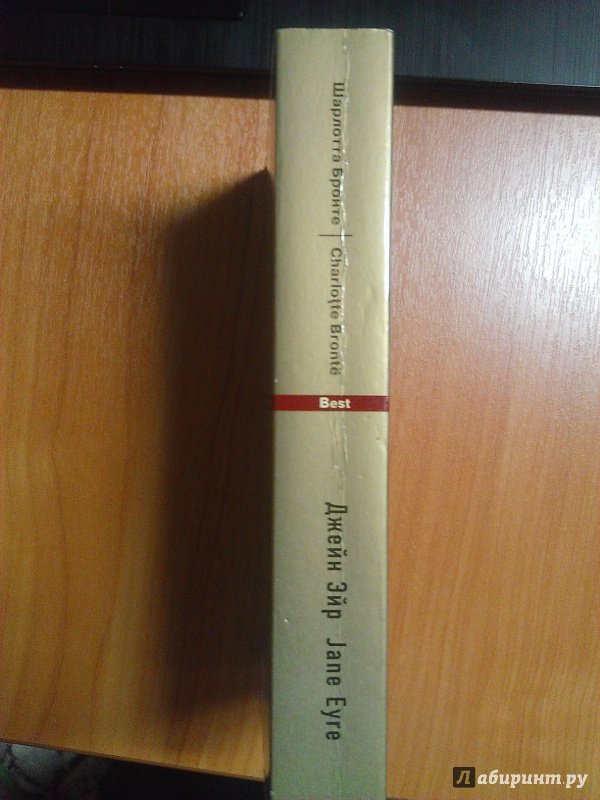 Шарлотта Бронте | Charlotte Brontë
Best
Джейн Эйр Jane Eyre
Лабиринт.ру